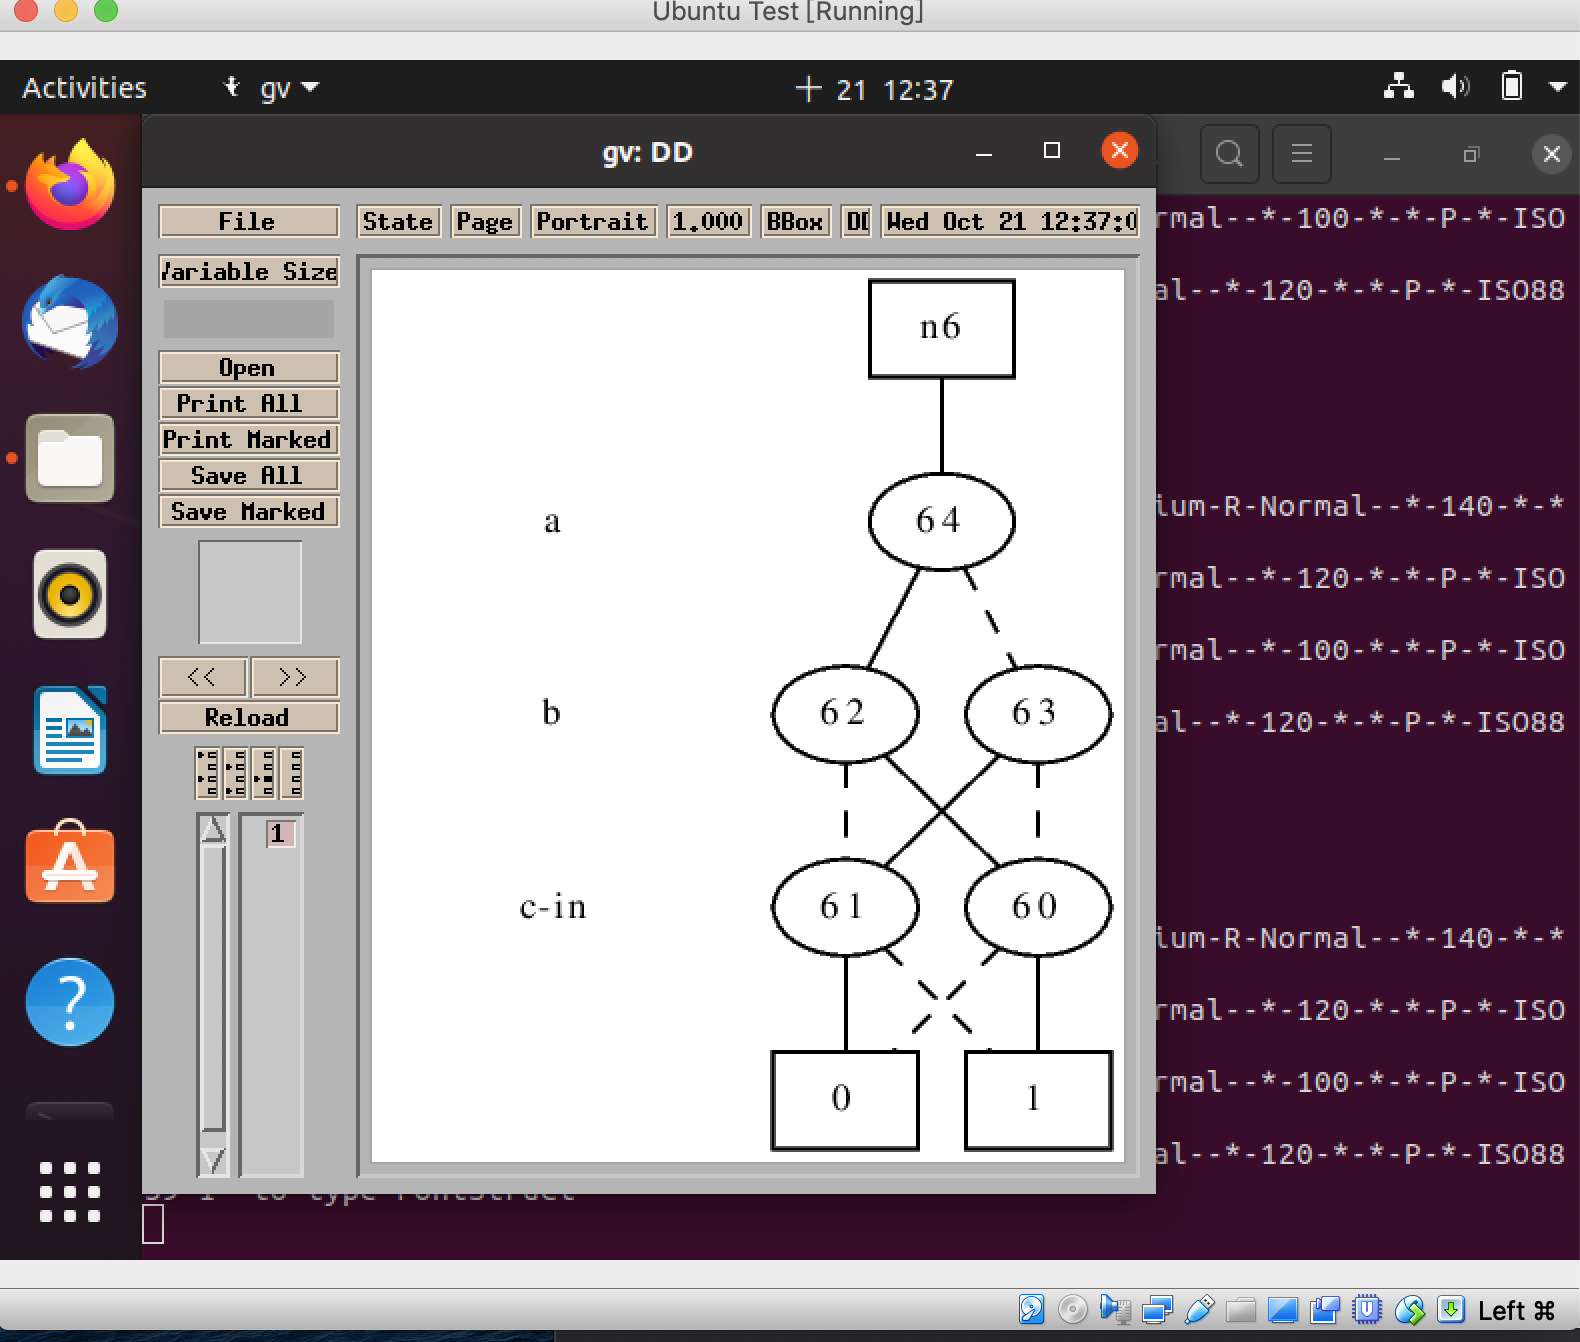 Ubuntu Test [Running]
Activities gv 21 12:37
gv: DD
File State Page Portrait 1.000 BBox Wed Oct 21 12:37:0
Variable Size
Open
Print All
Print Marked
Save All
Save Marked
<< >>
Reload
1
n6
a 64
b 62 63
c-in 61 60
0 1
rmal--*-100-*-*-P-*-ISO
al--*-120-*-*-P-*-ISO88
ium-R-Normal--*-140-*-*
rmal--*-120-*-*-P-*-ISO
rmal--*-100-*-*-P-*-ISO
al--*-120-*-*-P-*-ISO88
ium-R-Normal--*-140-*-*
rmal--*-120-*-*-P-*-ISO
rmal--*-100-*-*-P-*-ISO
al--*-120-*-*-P-*-ISO88
to type FontStruct
Left ⌘